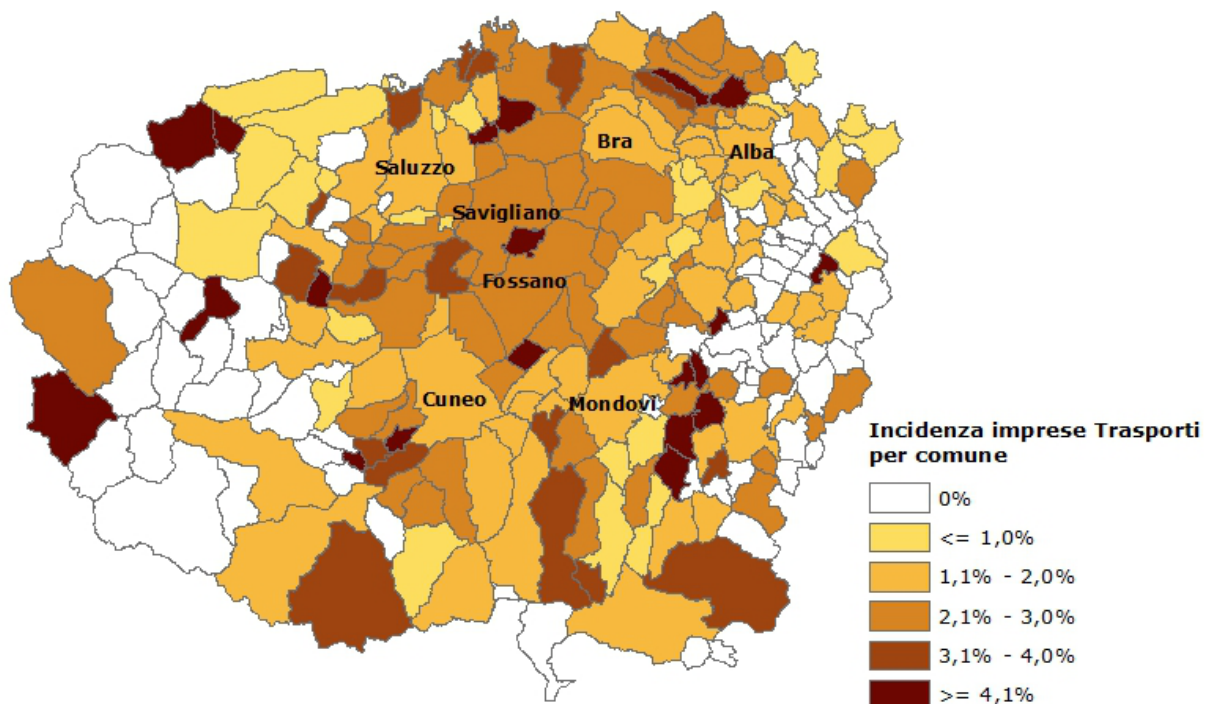 Bra
Alba
Saluzzo
Savigliano
Fossano
Cuneo
Mondovì
Incidenza imprese Trasporti
per comune
0%
<= 1,0%
1,1% - 2,0%
2,1% - 3,0%
3,1% - 4,0%
>= 4,1%